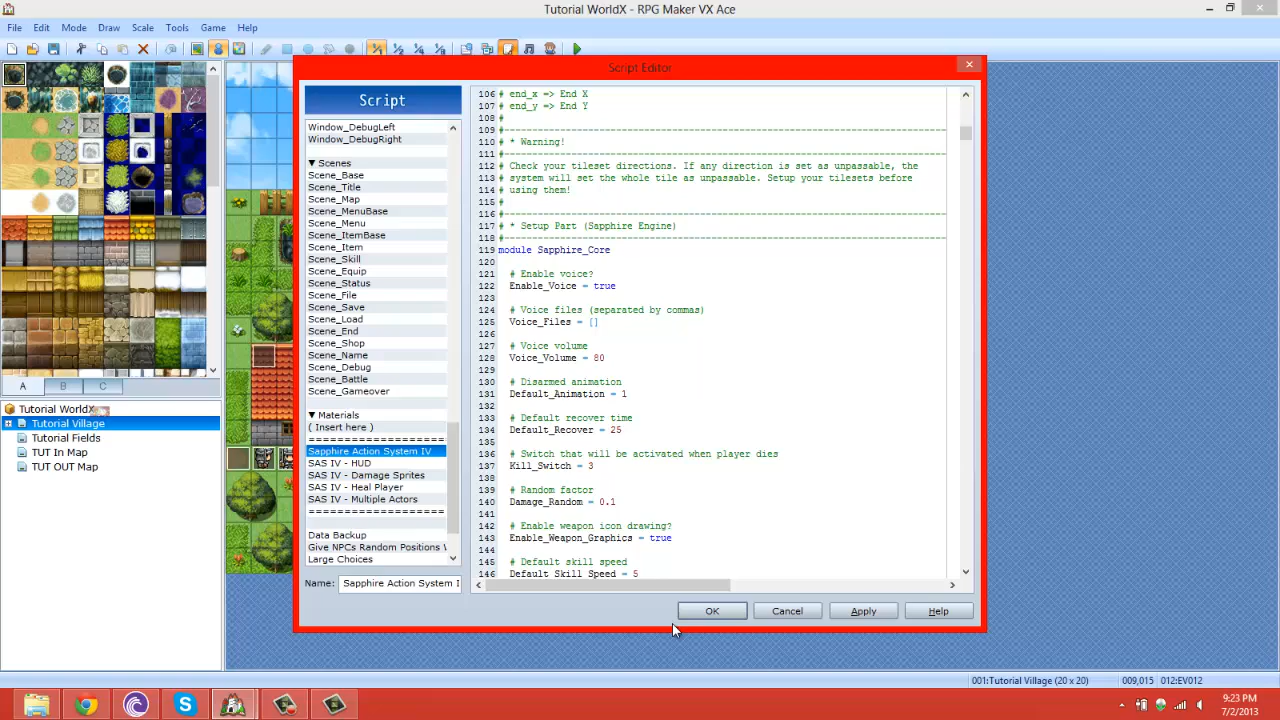 Tutorial WorldX - RPG Maker VX Ace
File Edit Mode Draw Scale Tools Game Help
Script Editor
Script
Window_DebugLeft
Window_DebugRight
▼ Scenes
Scene_Base
Scene_Title
Scene_Map
Scene_MenuBase
Scene_Menu
Scene_ItemBase
Scene_Item
Scene_Skill
Scene_Equip
Scene_Status
Scene_File
Scene_Save
Scene_Load
Scene_End
Scene_Shop
Scene_Name
Scene_Debug
Scene_Battle
Scene_Gameover
▼ Materials
( Insert here )
====================
Sapphire Action System IV
SAS IV - HUD
SAS IV - Damage Sprites
SAS IV - Heal Player
SAS IV - Multiple Actors
====================
Data Backup
Give NPCs Random Positions
Large Choices
Name: Sapphire Action System I
106 # end_x => End X
107 # end_y => End Y
108 #
109 #------------------------------------------------------------------------------
110 # * Warning!
111 #------------------------------------------------------------------------------
112 # Check your tileset directions. If any direction is set as unpassable, the
113 # system will set the whole tile as unpassable. Setup your tilesets before
114 # using them!
115 #
116 #------------------------------------------------------------------------------
117 # * Setup Part (Sapphire Engine)
118 #------------------------------------------------------------------------------
119 module Sapphire_Core
120
121 # Enable voice?
122 Enable_Voice = true
123
124 # Voice files (separated by commas)
125 Voice_Files = []
126
127 # Voice volume
128 Voice_Volume = 80
129
130 # Disarmed animation
131 Default_Animation = 1
132
133 # Default recover time
134 Default_Recover = 25
135
136 # Switch that will be activated when player dies
137 Kill_Switch = 3
138
139 # Random factor
140 Damage_Random = 0.1
141
142 # Enable weapon icon drawing?
143 Enable_Weapon_Graphics = true
144
145 # Default skill speed
146 Default_Skill_Speed = 5
OK Cancel Apply Help
A B C
Tutorial WorldX
Tutorial Village
Tutorial Fields
TUT In Map
TUT OUT Map
001:Tutorial Village (20 x 20) 009,015 012:EV012
9:23 PM
7/2/2013